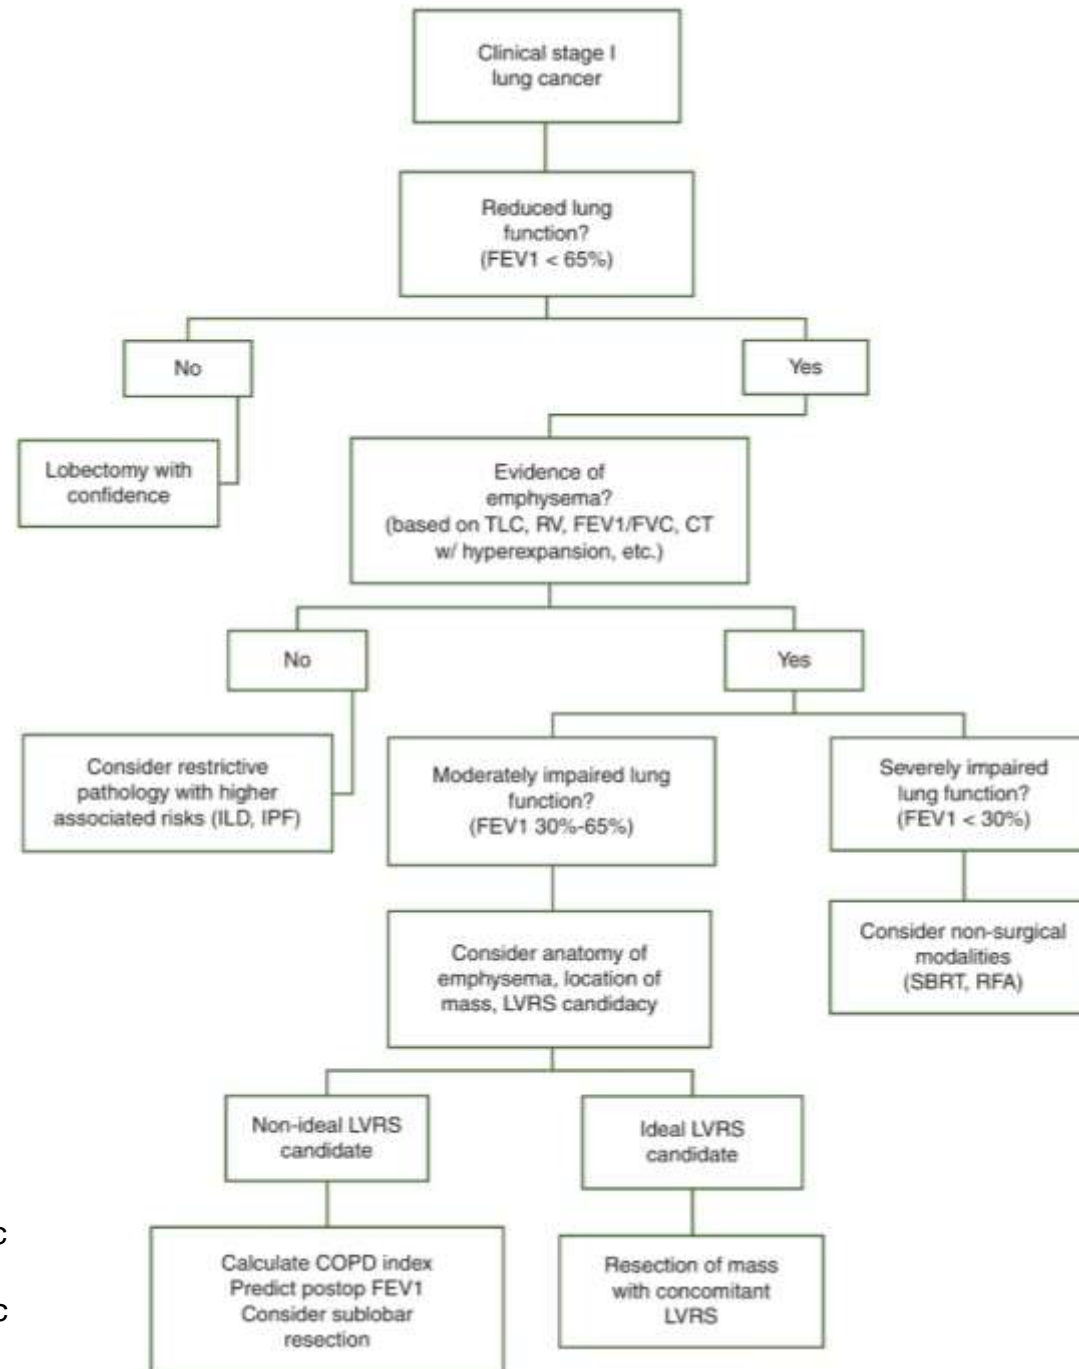 Clinical stage I
lung cancer
Reduced lung
function?
(FEV1 < 65%)
No
Yes
Lobectomy with
confidence
Evidence of
emphysema?
(based on TLC, RV, FEV1/FVC, CT
w/ hyperexpansion, etc.)
No
Yes
Consider restrictive
pathology with higher
associated risks (ILD, IPF)
Moderately impaired lung
function?
(FEV1 30%-65%)
Severely impaired
lung function?
(FEV1 < 30%)
Consider anatomy of
emphysema, location of
mass, LVRS candidacy
Consider non-surgical
modalities
(SBRT, RFA)
Non-ideal LVRS
candidate
Ideal LVRS
candidate
c
c
Calculate COPD index
Predict postop FEV1
Consider sublobar
resection
Resection of mass
with concomitant
LVRS